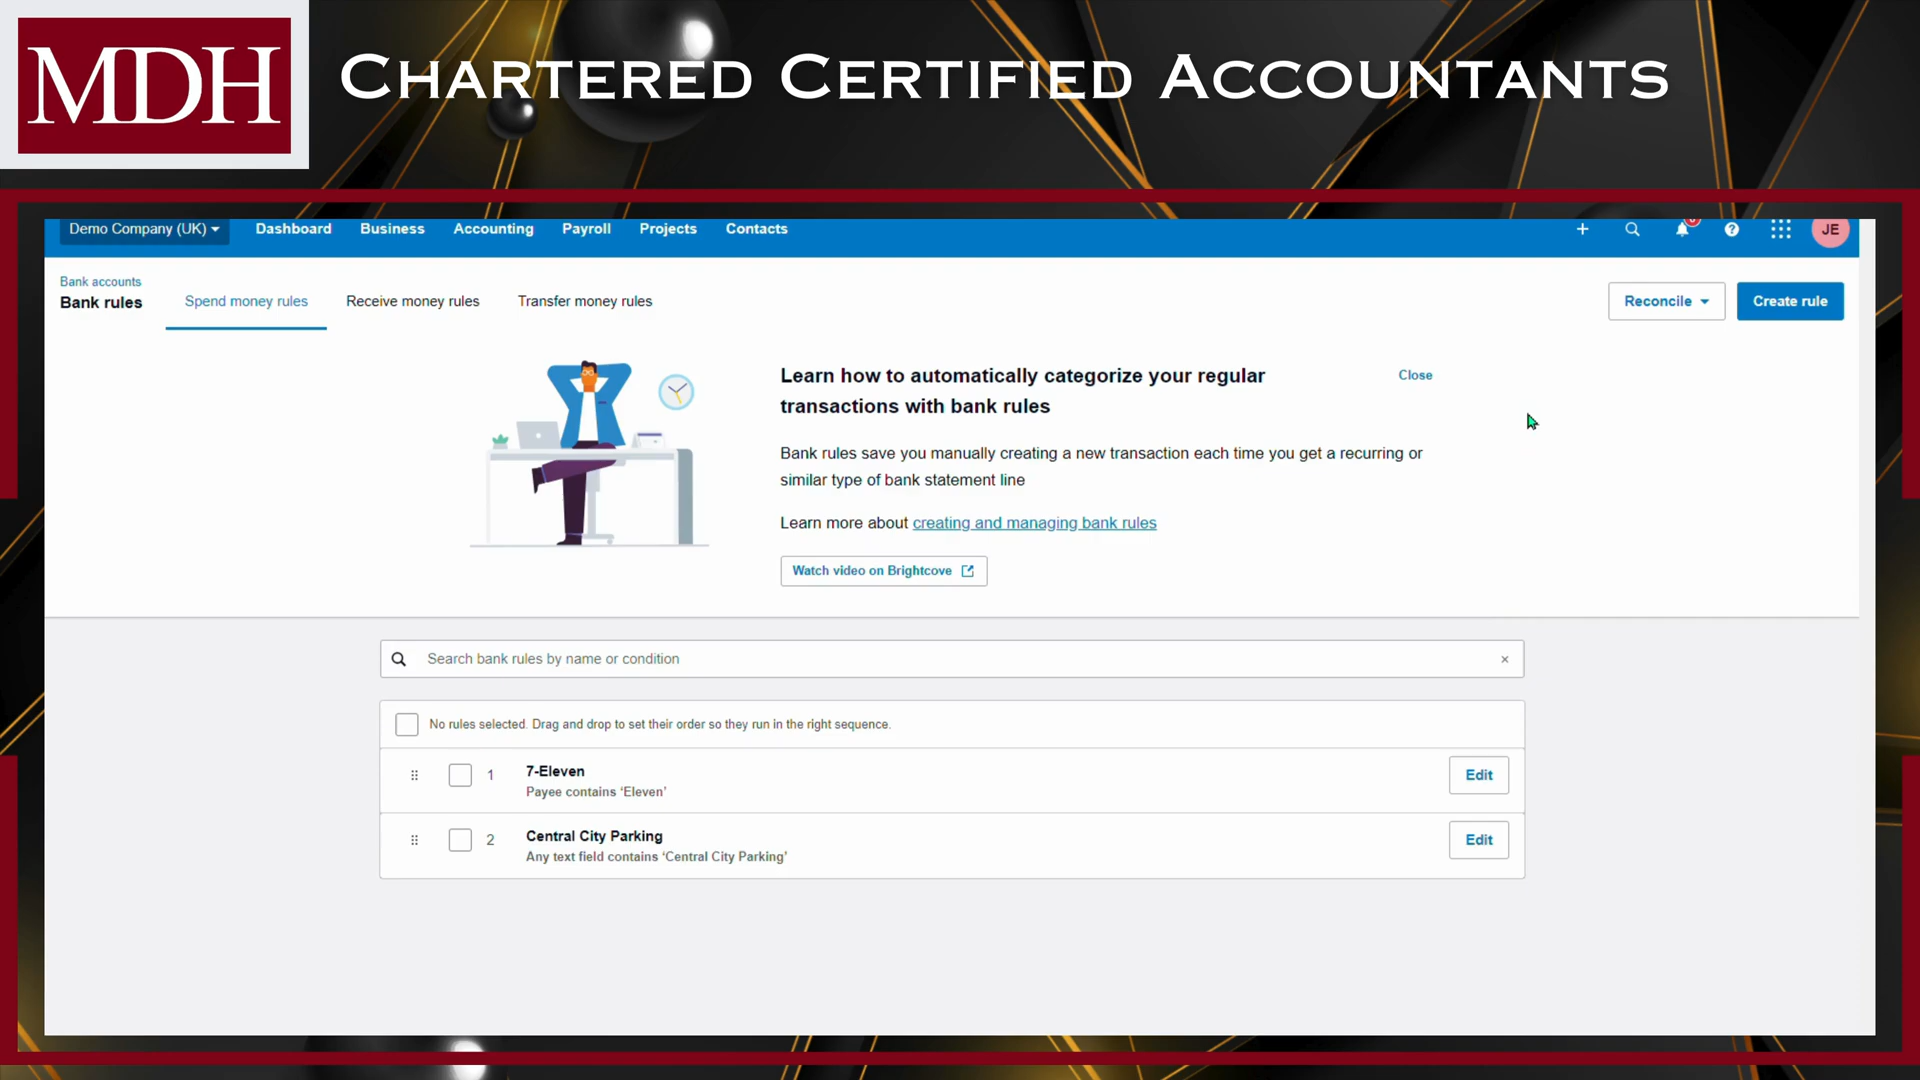 MDH
CHARTERED CERTIFIED ACCOUNTANTS
Demo Company (UK)
Dashboard
Business
Accounting
Payroll
Projects
Contacts
JE
Bank accounts
Bank rules
Spend money rules
Receive money rules
Transfer money rules
Reconcile
Create rule
Learn how to automatically categorize your regular
transactions with bank rules
Close
Bank rules save you manually creating a new transaction each time you get a recurring or
similar type of bank statement line
Learn more about creating and managing bank rules
Watch video on Brightcove
Search bank rules by name or condition
No rules selected. Drag and drop to set their order so they run in the right sequence.
1
7-Eleven
Payee contains ‘Eleven’
Edit
2
Central City Parking
Any text field contains ‘Central City Parking’
Edit